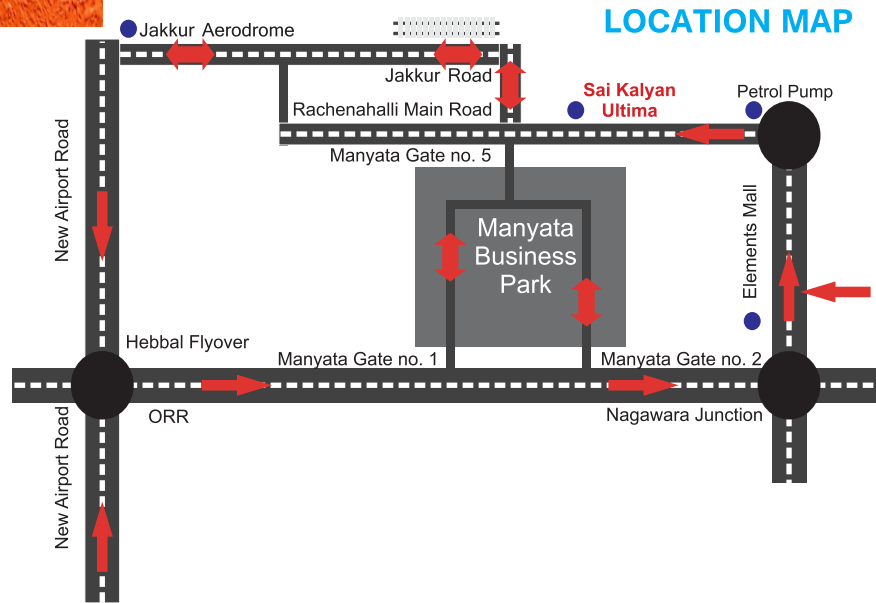 LOCATION MAP
Jakkur Aerodrome
Jakkur Road
Sai Kalyan
Ultima
Petrol Pump
Rachenahalli Main Road
Manyata Gate no. 5
New Airport Road
Manyata
Business
Park
Elements Mall
Hebbal Flyover
Manyata Gate no. 1
Manyata Gate no. 2
ORR
Nagawara Junction
New Airport Road